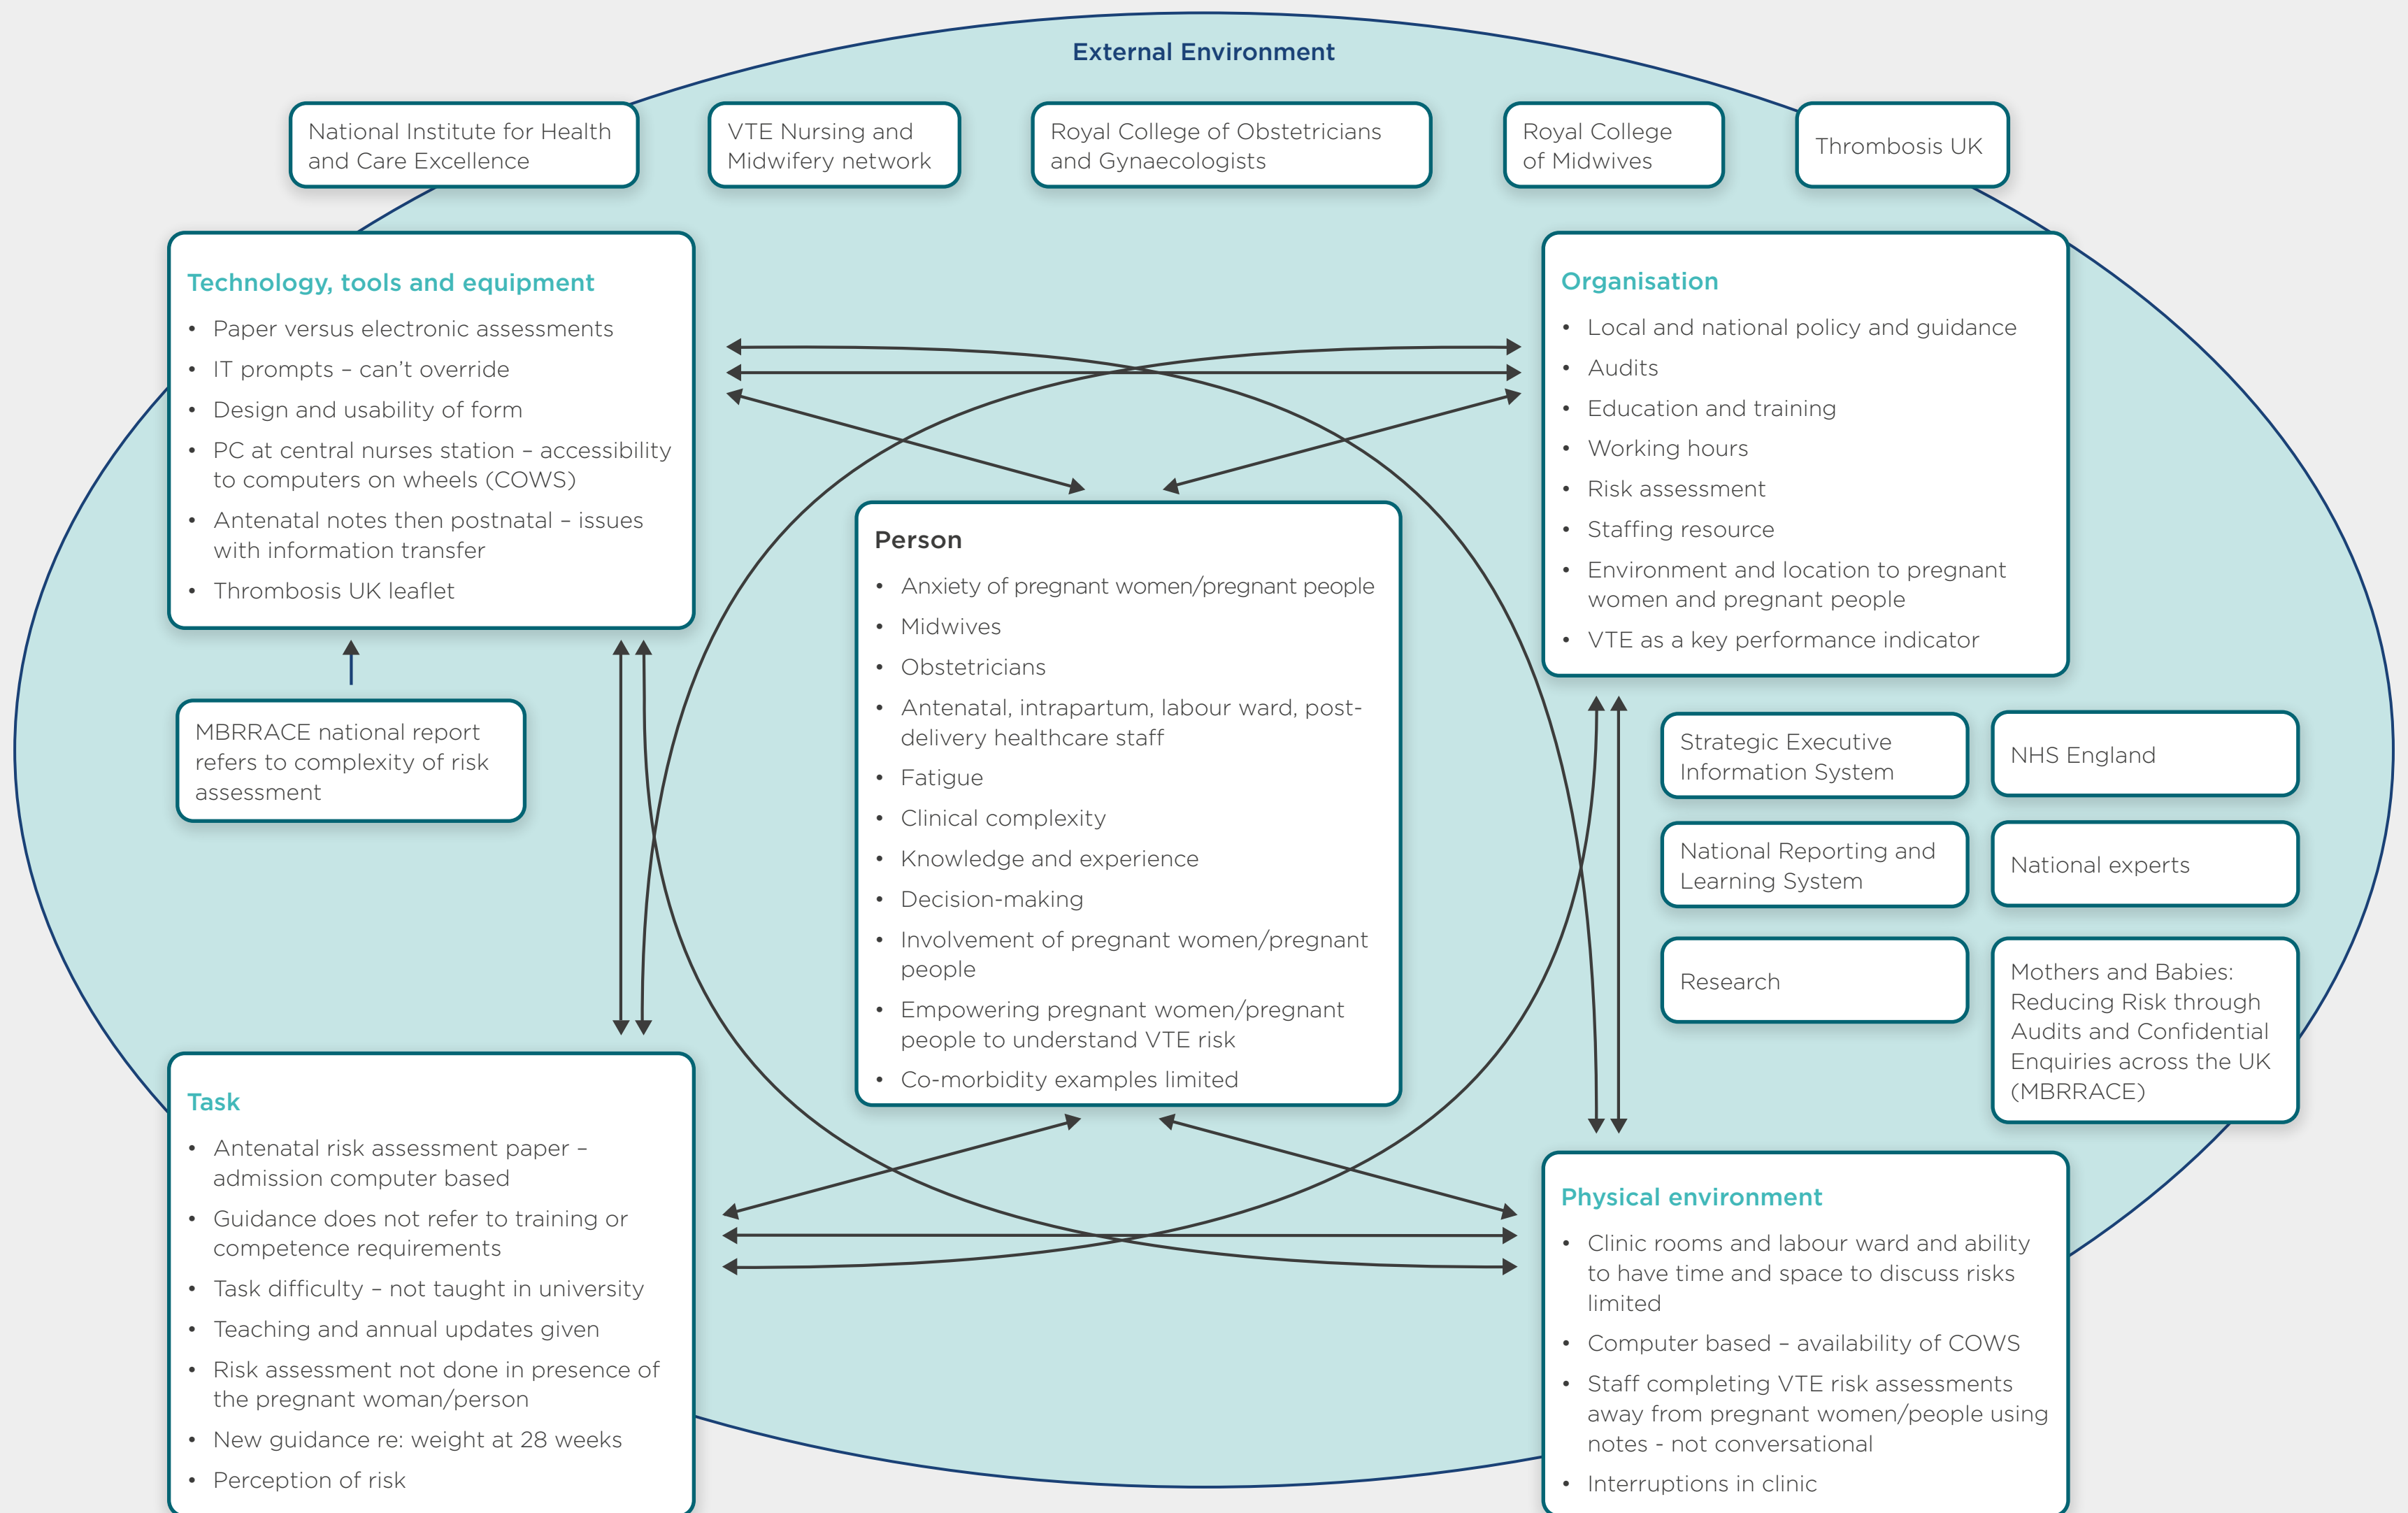 External Environment
National Institute for Health
and Care Excellence
VTE Nursing and
Midwifery network
Royal College of Obstetricians
and Gynaecologists
Royal College
of Midwives
Thrombosis UK
Technology, tools and equipment
• Paper versus electronic assessments
• IT prompts – can’t override
• Design and usability of form
• PC at central nurses station – accessibility
to computers on wheels (COWS)
• Antenatal notes then postnatal – issues
with information transfer
• Thrombosis UK leaflet
Organisation
• Local and national policy and guidance
• Audits
• Education and training
• Working hours
• Risk assessment
• Staffing resource
• Environment and location to pregnant
women and pregnant people
• VTE as a key performance indicator
Person
• Anxiety of pregnant women/pregnant people
• Midwives
• Obstetricians
• Antenatal, intrapartum, labour ward, post-
delivery healthcare staff
• Fatigue
• Clinical complexity
• Knowledge and experience
• Decision-making
• Involvement of pregnant women/pregnant
people
• Empowering pregnant women/pregnant
people to understand VTE risk
• Co-morbidity examples limited
MBRRACE national report
refers to complexity of risk
assessment
Strategic Executive
Information System
NHS England
National Reporting and
Learning System
National experts
Research
Mothers and Babies:
Reducing Risk through
Audits and Confidential
Enquiries across the UK
(MBRRACE)
Task
• Antenatal risk assessment paper –
admission computer based
• Guidance does not refer to training or
competence requirements
• Task difficulty – not taught in university
• Teaching and annual updates given
• Risk assessment not done in presence of
the pregnant woman/person
• New guidance re: weight at 28 weeks
• Perception of risk
Physical environment
• Clinic rooms and labour ward and ability
to have time and space to discuss risks
limited
• Computer based – availability of COWS
• Staff completing VTE risk assessments
away from pregnant women/people using
notes - not conversational
• Interruptions in clinic